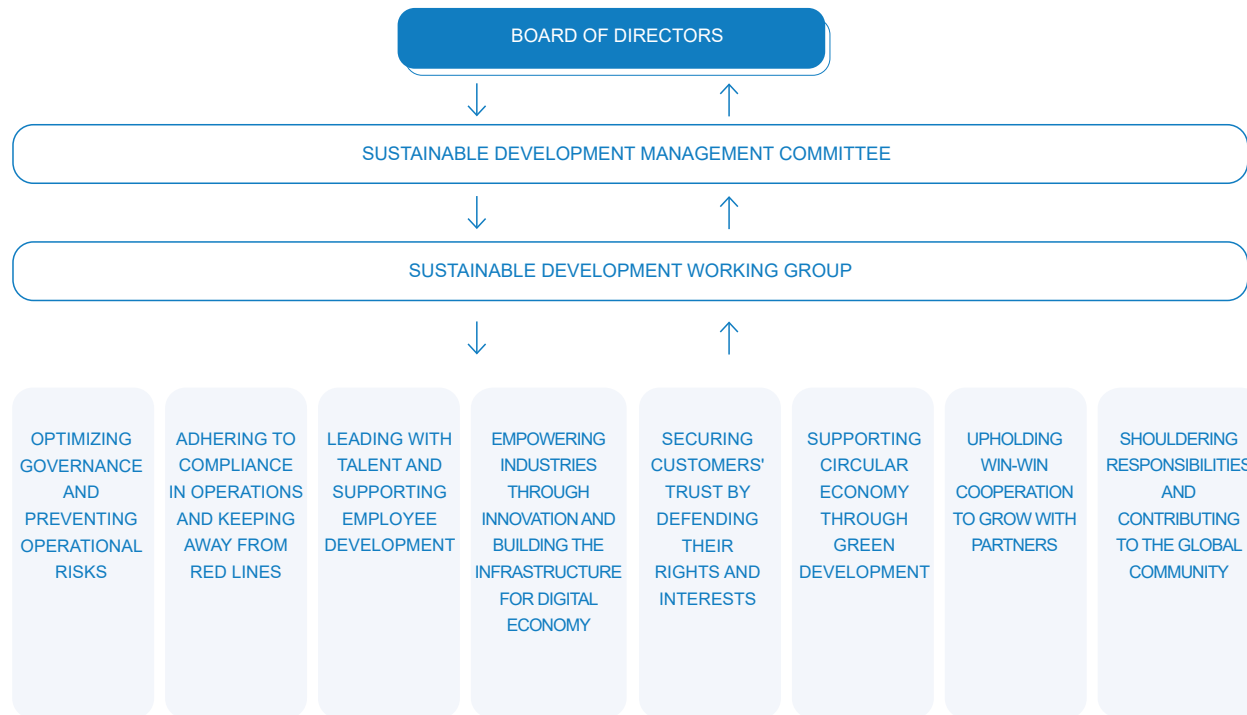 BOARD OF DIRECTORS
SUSTAINABLE DEVELOPMENT MANAGEMENT COMMITTEE
SUSTAINABLE DEVELOPMENT WORKING GROUP
OPTIMIZING
GOVERNANCE
AND
PREVENTING
OPERATIONAL
RISKS
ADHERING TO
COMPLIANCE
IN OPERATIONS
AND KEEPING
AWAY FROM
RED LINES
LEADING WITH
TALENT AND
SUPPORTING
EMPLOYEE
DEVELOPMENT
EMPOWERING
INDUSTRIES
THROUGH
INNOVATION AND
BUILDING THE
INFRASTRUCTURE
FOR DIGITAL
ECONOMY
SECURING
CUSTOMERS'
TRUST BY
DEFENDING
THEIR
RIGHTS AND
INTERESTS
SUPPORTING
CIRCULAR
ECONOMY
THROUGH
GREEN
DEVELOPMENT
UPHOLDING
WIN-WIN
COOPERATION
TO GROW WITH
PARTNERS
SHOULDERING
RESPONSIBILITIES
AND
CONTRIBUTING
TO THE GLOBAL
COMMUNITY